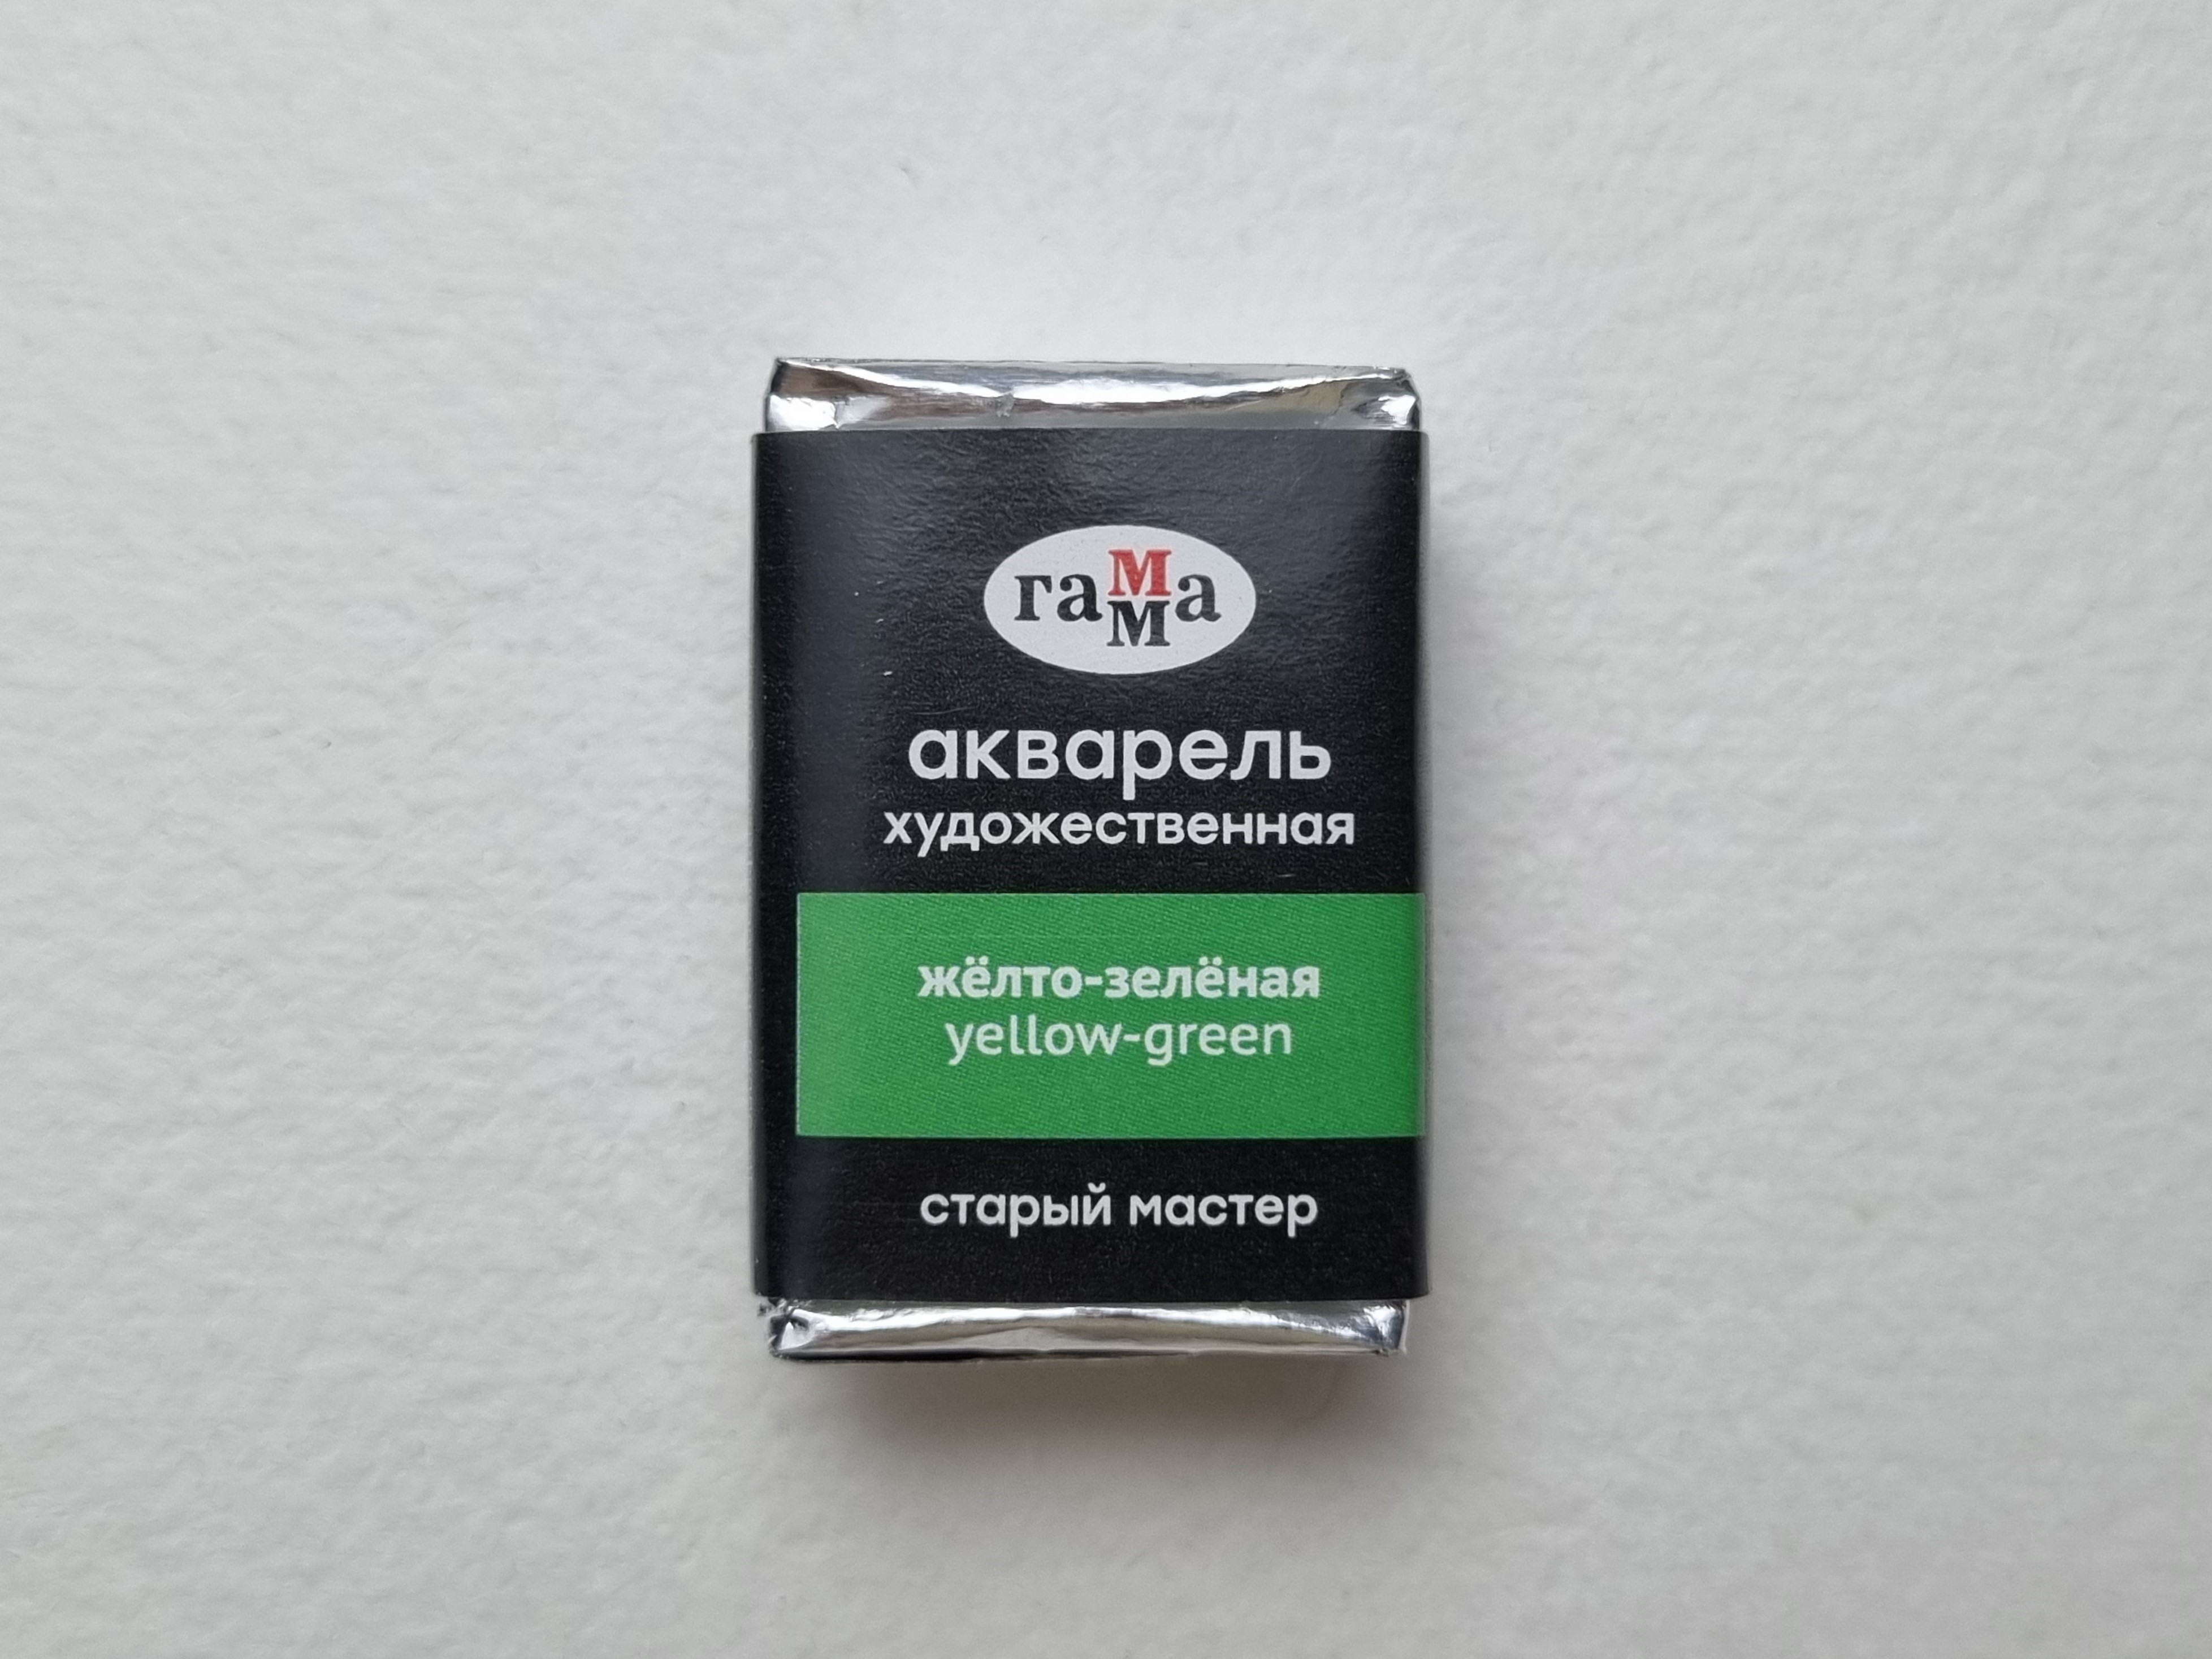 гамма
акварель
художественная
жёлто-зелёная
yellow-green
старый мастер